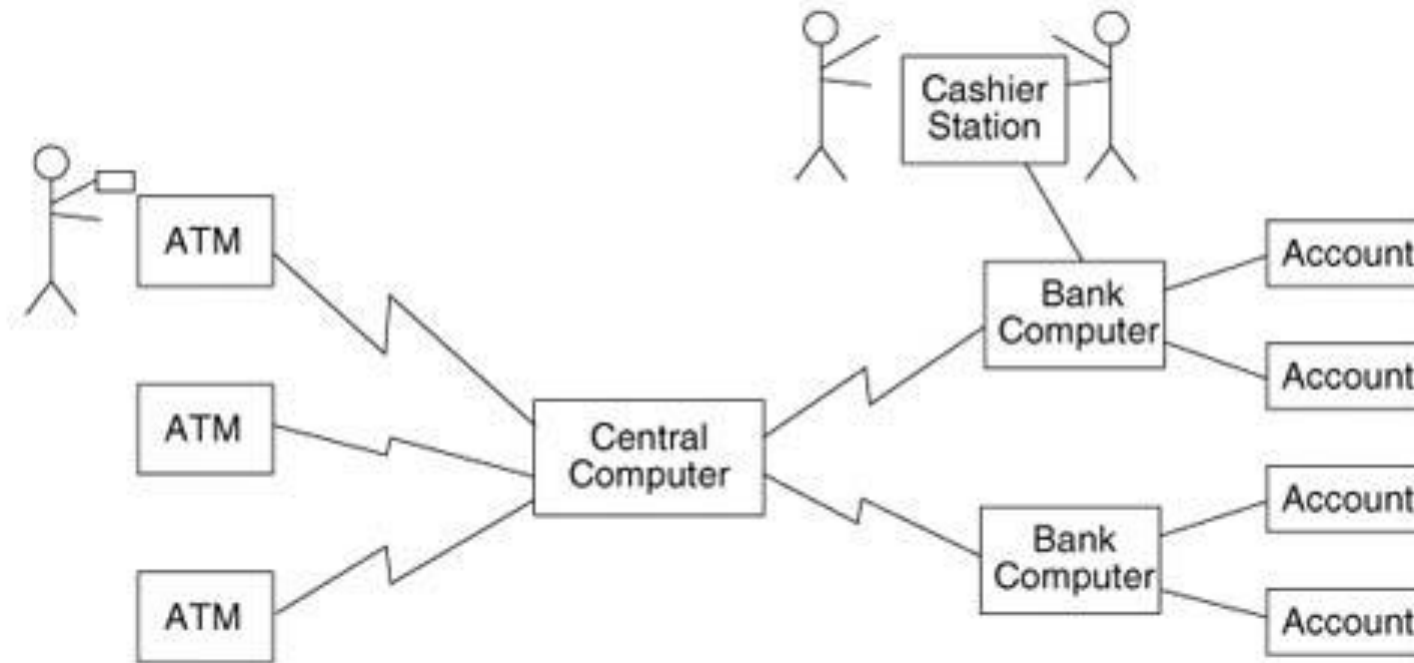 Cashier
Station
ATM
Account
Bank
Computer
Account
ATM
Central
Computer
Account
Bank
Computer
ATM
Account